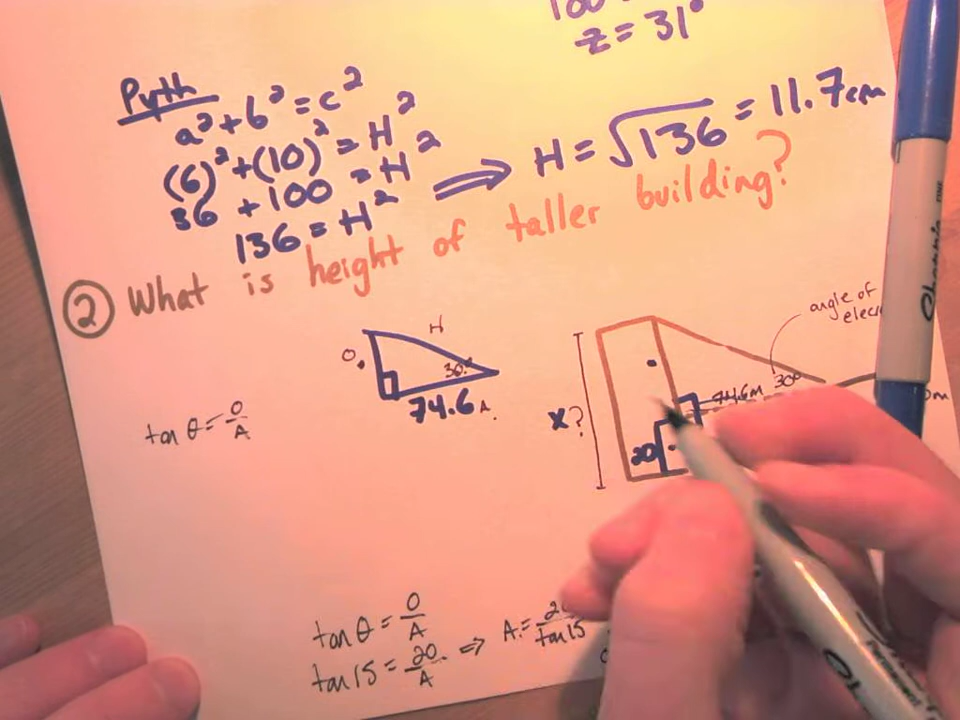 z = 31°
Pyth
a² + b² = c²
(6)² + (10)² = H²
36 + 100 = H²
136 = H²
H = √136 = 11.7cm
② What is height of taller building?
O.
H
30°
74.6 A.
tan θ = O/A
x?
20
74.6m
30°
angle of
tan θ = O/A
tan 15 = 20/A
⇒ A =
tan 15
Sharpie